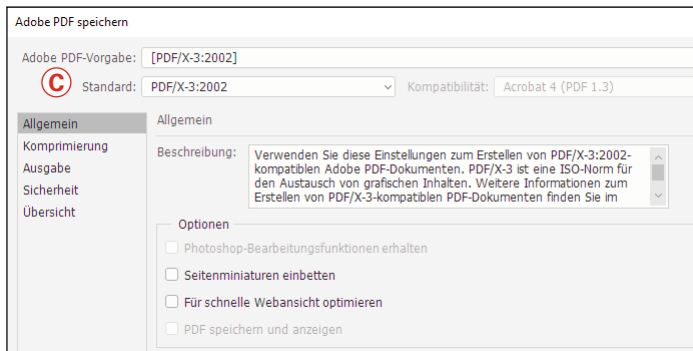 Adobe PDF speichern
Adobe PDF-Vorgabe: [PDF/X-3:2002]
C Standard: PDF/X-3:2002 Kompatibilität: Acrobat 4 (PDF 1.3)
Allgemein
Komprimierung
Ausgabe
Sicherheit
Übersicht
Allgemein
Beschreibung: Verwenden Sie diese Einstellungen zum Erstellen von PDF/X-3:2002-
kompatiblen Adobe PDF-Dokumenten. PDF/X-3 ist eine ISO-Norm für
den Austausch von grafischen Inhalten. Weitere Informationen zum
Erstellen von PDF/X-3-kompatiblen PDF-Dokumenten finden Sie im
Optionen
Photoshop-Bearbeitungsfunktionen erhalten
Seitenminiaturen einbetten
Für schnelle Webansicht optimieren
PDF speichern und anzeigen